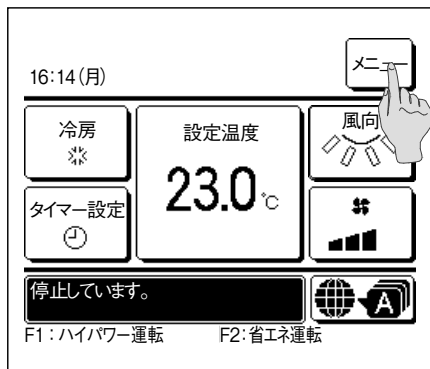 メニュー
16:14(月)
冷房
設定温度
風向
23.0℃
タイマー設定
停止しています。
A
F1：ハイパワー運転 F2：省エネ運転